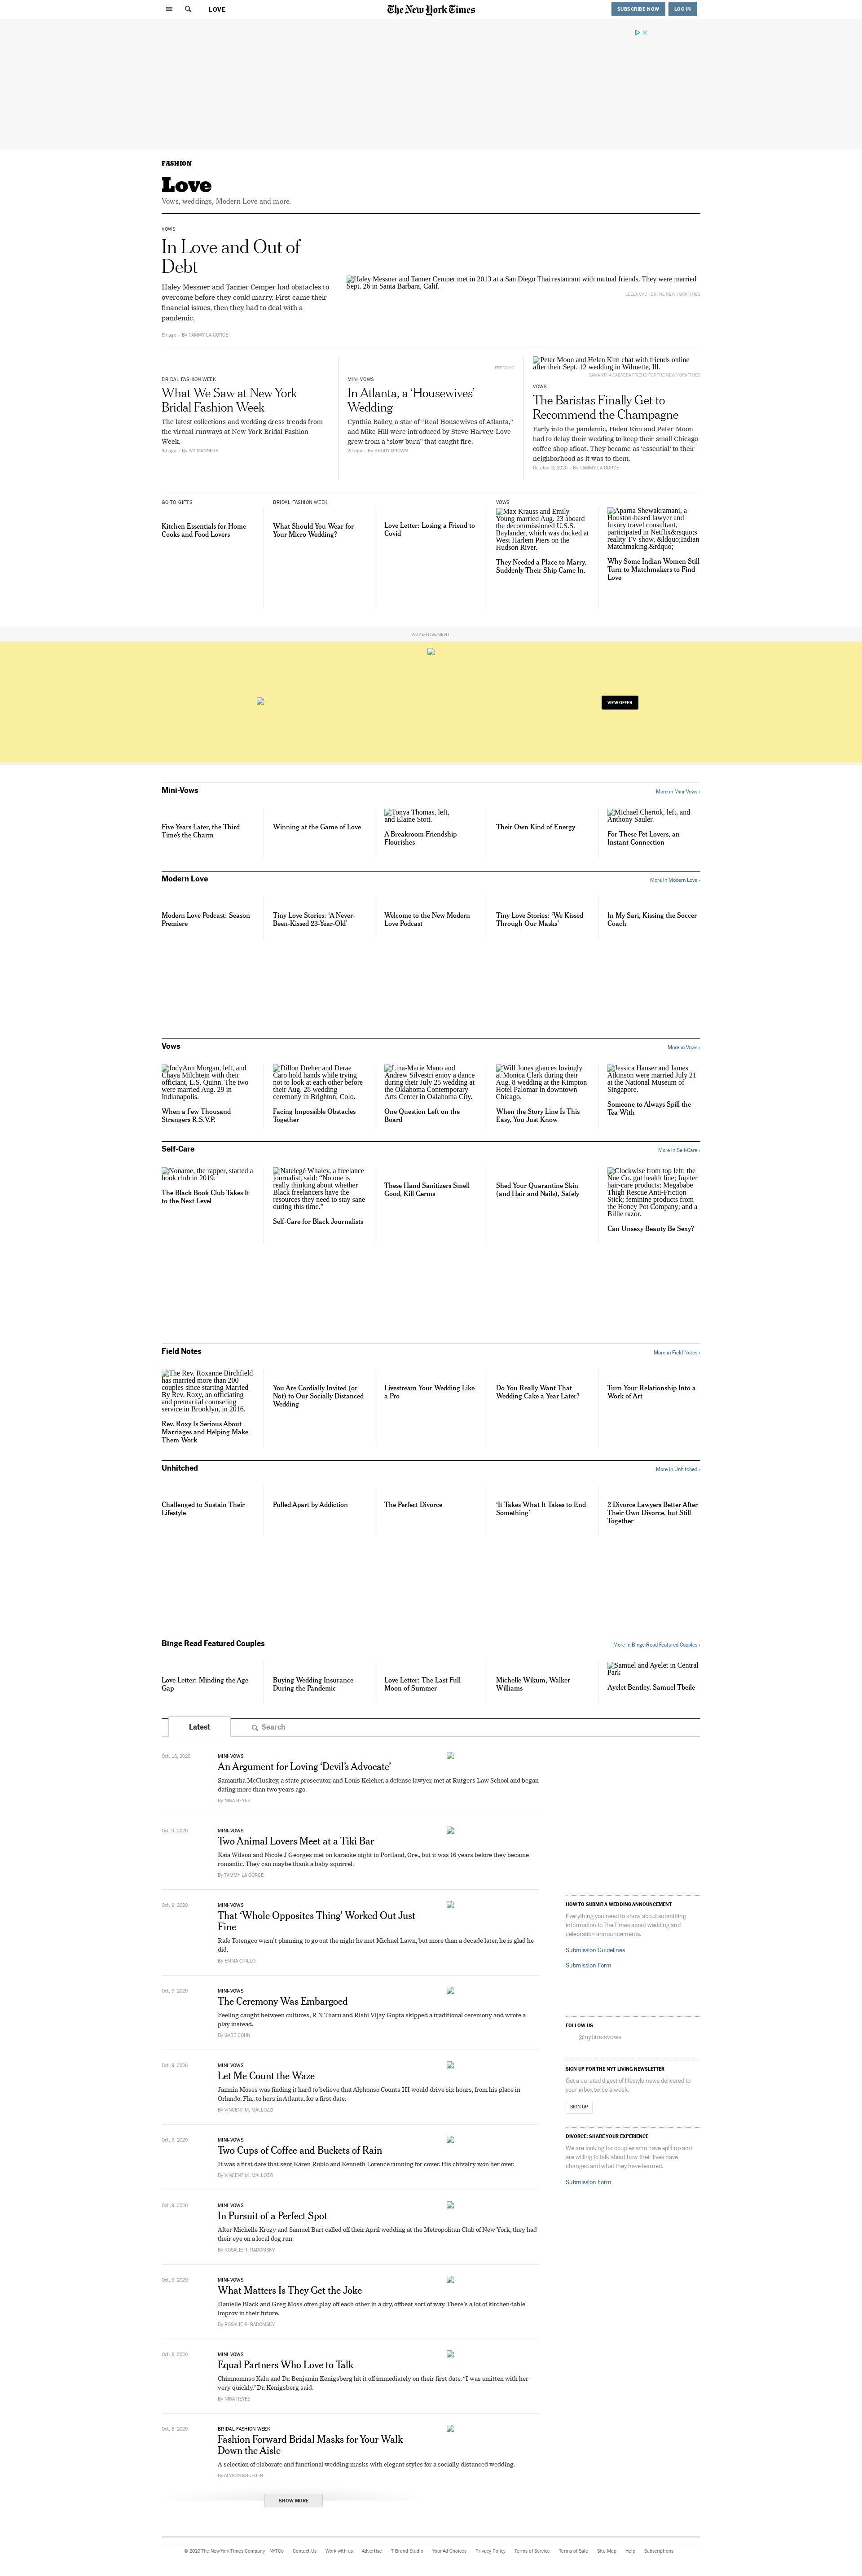 LOVE
The New York Times
SUBSCRIBE NOW
LOG IN
FASHION
Love
Vows, weddings, Modern Love and more.
VOWS
In Love and Out of
Debt
Haley Messner and Tanner Cemper had obstacles to
overcome before they could marry. First came their
financial issues, then they had to deal with a
pandemic.
6h ago - By TAMMY LA GORCE
Haley Messner and Tanner Cemper met in 2013 at a San Diego Thai restaurant with mutual friends. They were married
Sept. 26 in Santa Barbara, Calif.
BRIDAL FASHION WEEK
What We Saw at New York
Bridal Fashion Week
The latest collections and wedding dress trends from
the virtual runways at New York Bridal Fashion
Week.
3d ago - By IVY MANNERS
MINI-VOWS
In Atlanta, a ‘Housewives’
Wedding
Cynthia Bailey, a star of “Real Housewives of Atlanta,”
and Mike Hill were introduced by Steve Harvey. Love
grew from a “slow burn” that caught fire.
2d ago - By BRODY BROWN
Peter Moon and Helen Kim chat with friends online
after their Sept. 12 wedding in Wilmette, Ill.
VOWS
The Baristas Finally Get to
Recommend the Champagne
Early into the pandemic, Helen Kim and Peter Moon
had to delay their wedding to keep their small Chicago
coffee shop afloat. They became as 'essential' to their
neighborhood as it was to them.
October 9, 2020 - By TAMMY LA GORCE
GO-TO-GIFTS
Kitchen Essentials for Home
Cooks and Food Lovers
BRIDAL FASHION WEEK
What Should You Wear for
Your Micro Wedding?
Love Letter: Losing a Friend to
Covid
VOWS
Max Krauss and Emily
Young married Aug. 23 aboard
the decommissioned U.S.S.
Baylander, which was docked at
West Harlem Piers on the
Hudson River.
They Needed a Place to Marry.
Suddenly Their Ship Came In.
Aparna Shewakramani, a
Houston-based lawyer and
luxury travel consultant,
participated in Netflix&rsquo;s
reality TV show, &ldquo;Indian
Matchmaking.&rdquo;
Why Some Indian Women Still
Turn to Matchmakers to Find
Love
ADVERTISEMENT
VIEW OFFER
Mini-Vows
More in Mini-Vows ›
Five Years Later, the Third
Time’s the Charm
Winning at the Game of Love
Tonya Thomas, left,
and Elaine Stott.
A Breakroom Friendship
Flourishes
Their Own Kind of Energy
Michael Chertok, left, and
Anthony Sauler.
For These Pet Lovers, an
Instant Connection
Modern Love
More in Modern Love ›
Modern Love Podcast: Season
Premiere
Tiny Love Stories: ‘A Never-
Been-Kissed 23-Year-Old’
Welcome to the New Modern
Love Podcast
Tiny Love Stories: ‘We Kissed
Through Our Masks’
In My Sari, Kissing the Soccer
Coach
Vows
More in Vows ›
JodyAnn Morgan, left, and
Chaya Milchtein with their
officiant, L.S. Quinn. The two
were married Aug. 29 in
Indianapolis.
When a Few Thousand
Strangers R.S.V.P.
Dillon Dreher and Derae
Caro hold hands while trying
not to look at each other before
their Aug. 28 wedding
ceremony in Brighton, Colo.
Facing Impossible Obstacles
Together
Lina-Marie Mano and
Andrew Silvestri enjoy a dance
during their July 25 wedding at
the Oklahoma Contemporary
Arts Center in Oklahoma City.
One Question Left on the
Board
Will Jones glances lovingly
at Monica Clark during their
Aug. 8 wedding at the Kimpton
Hotel Palomar in downtown
Chicago.
When the Story Line Is This
Easy, You Just Know
Jessica Hanser and James
Atkinson were married July 21
at the National Museum of
Singapore.
Someone to Always Spill the
Tea With
Self-Care
More in Self-Care ›
Noname, the rapper, started a
book club in 2019.
The Black Book Club Takes It
to the Next Level
Natelegé Whaley, a freelance
journalist, said: “No one is
really thinking about whether
Black freelancers have the
resources they need to stay sane
during this time.”
Self-Care for Black Journalists
These Hand Sanitizers Smell
Good, Kill Germs
Shed Your Quarantine Skin
(and Hair and Nails), Safely
Clockwise from top left: the
Nue Co. gut health line; Jupiter
hair-care products; Megababe
Thigh Rescue Anti-Friction
Stick; feminine products from
the Honey Pot Company; and a
Billie razor.
Can Unsexy Beauty Be Sexy?
Field Notes
More in Field Notes ›
The Rev. Roxanne Birchfield
has married more than 200
couples since starting Married
By Rev. Roxy, an officiating
and premarital counseling
service in Brooklyn, in 2016.
Rev. Roxy Is Serious About
Marriages and Helping Make
Them Work
You Are Cordially Invited (or
Not) to Our Socially Distanced
Wedding
Livestream Your Wedding Like
a Pro
Do You Really Want That
Wedding Cake a Year Later?
Turn Your Relationship Into a
Work of Art
Unhitched
More in Unhitched ›
Challenged to Sustain Their
Lifestyle
Pulled Apart by Addiction
The Perfect Divorce
‘It Takes What It Takes to End
Something’
2 Divorce Lawyers Better After
Their Own Divorce, but Still
Together
Binge Read Featured Couples
More in Binge Read Featured Couples ›
Love Letter: Minding the Age
Gap
Buying Wedding Insurance
During the Pandemic
Love Letter: The Last Full
Moon of Summer
Michelle Wikum, Walker
Williams
Samuel and Ayelet in Central
Park
Ayelet Bentley, Samuel Tbeile
Latest
Search
Oct. 16, 2020
MINI-VOWS
An Argument for Loving ‘Devil’s Advocate’
Samantha McCluskey, a state prosecutor, and Louis Keleher, a defense lawyer, met at Rutgers Law School and began
dating more than two years ago.
By NINA REYES
Oct. 9, 2020
MINI-VOWS
Two Animal Lovers Meet at a Tiki Bar
Kaia Wilson and Nicole J Georges met on karaoke night in Portland, Ore., but it was 16 years before they became
romantic. They can maybe thank a baby squirrel.
By TAMMY LA GORCE
Oct. 9, 2020
MINI-VOWS
That ‘Whole Opposites Thing’ Worked Out Just
Fine
Rafe Totengco wasn’t planning to go out the night he met Michael Lawn, but more than a decade later, he is glad he
did.
By EMMA GRILLO
Oct. 9, 2020
MINI-VOWS
The Ceremony Was Embargoed
Feeling caught between cultures, R N Tharu and Rishi Vijay Gupta skipped a traditional ceremony and wrote a
play instead.
By GABE COHN
Oct. 9, 2020
MINI-VOWS
Let Me Count the Waze
Jazmin Moses was finding it hard to believe that Alphonso Counts III would drive six hours, from his place in
Orlando, Fla., to hers in Atlanta, for a first date.
By VINCENT M. MALLOZZI
Oct. 9, 2020
MINI-VOWS
Two Cups of Coffee and Buckets of Rain
It was a first date that sent Karen Rubio and Kenneth Lorence running for cover. His chivalry won her over.
By VINCENT M. MALLOZZI
Oct. 9, 2020
MINI-VOWS
In Pursuit of a Perfect Spot
After Michelle Krozy and Samuel Bart called off their April wedding at the Metropolitan Club of New York, they had
their eye on a local dog run.
By ROSALIE R. RADOMSKY
Oct. 9, 2020
MINI-VOWS
What Matters Is They Get the Joke
Danielle Black and Greg Moss often play off each other in a dry, offbeat sort of way. There’s a lot of kitchen-table
improv in their future.
By ROSALIE R. RADOMSKY
Oct. 9, 2020
MINI-VOWS
Equal Partners Who Love to Talk
Chimnomnso Kalu and Dr. Benjamin Kenigsberg hit it off immediately on their first date. “I was smitten with her
very quickly,” Dr. Kenigsberg said.
By NINA REYES
Oct. 8, 2020
BRIDAL FASHION WEEK
Fashion Forward Bridal Masks for Your Walk
Down the Aisle
A selection of elaborate and functional wedding masks with elegant styles for a socially distanced wedding.
By ALYSON KRUEGER
SHOW MORE
HOW TO SUBMIT A WEDDING ANNOUNCEMENT
Everything you need to know about submitting
information to The Times about wedding and
celebration announcements.
Submission Guidelines
Submission Form
FOLLOW US
@nytimesvows
SIGN UP FOR THE NYT LIVING NEWSLETTER
Get a curated digest of lifestyle news delivered to
your inbox twice a week.
SIGN UP
DIVORCE: SHARE YOUR EXPERIENCE
We are looking for couples who have split up and
are willing to talk about how their lives have
changed and what they have learned.
Submission Form
© 2020 The New York Times Company NYTCo Contact Us Work with us Advertise T Brand Studio Your Ad Choices Privacy Policy Terms of Service Terms of Sale Site Map Help Subscriptions